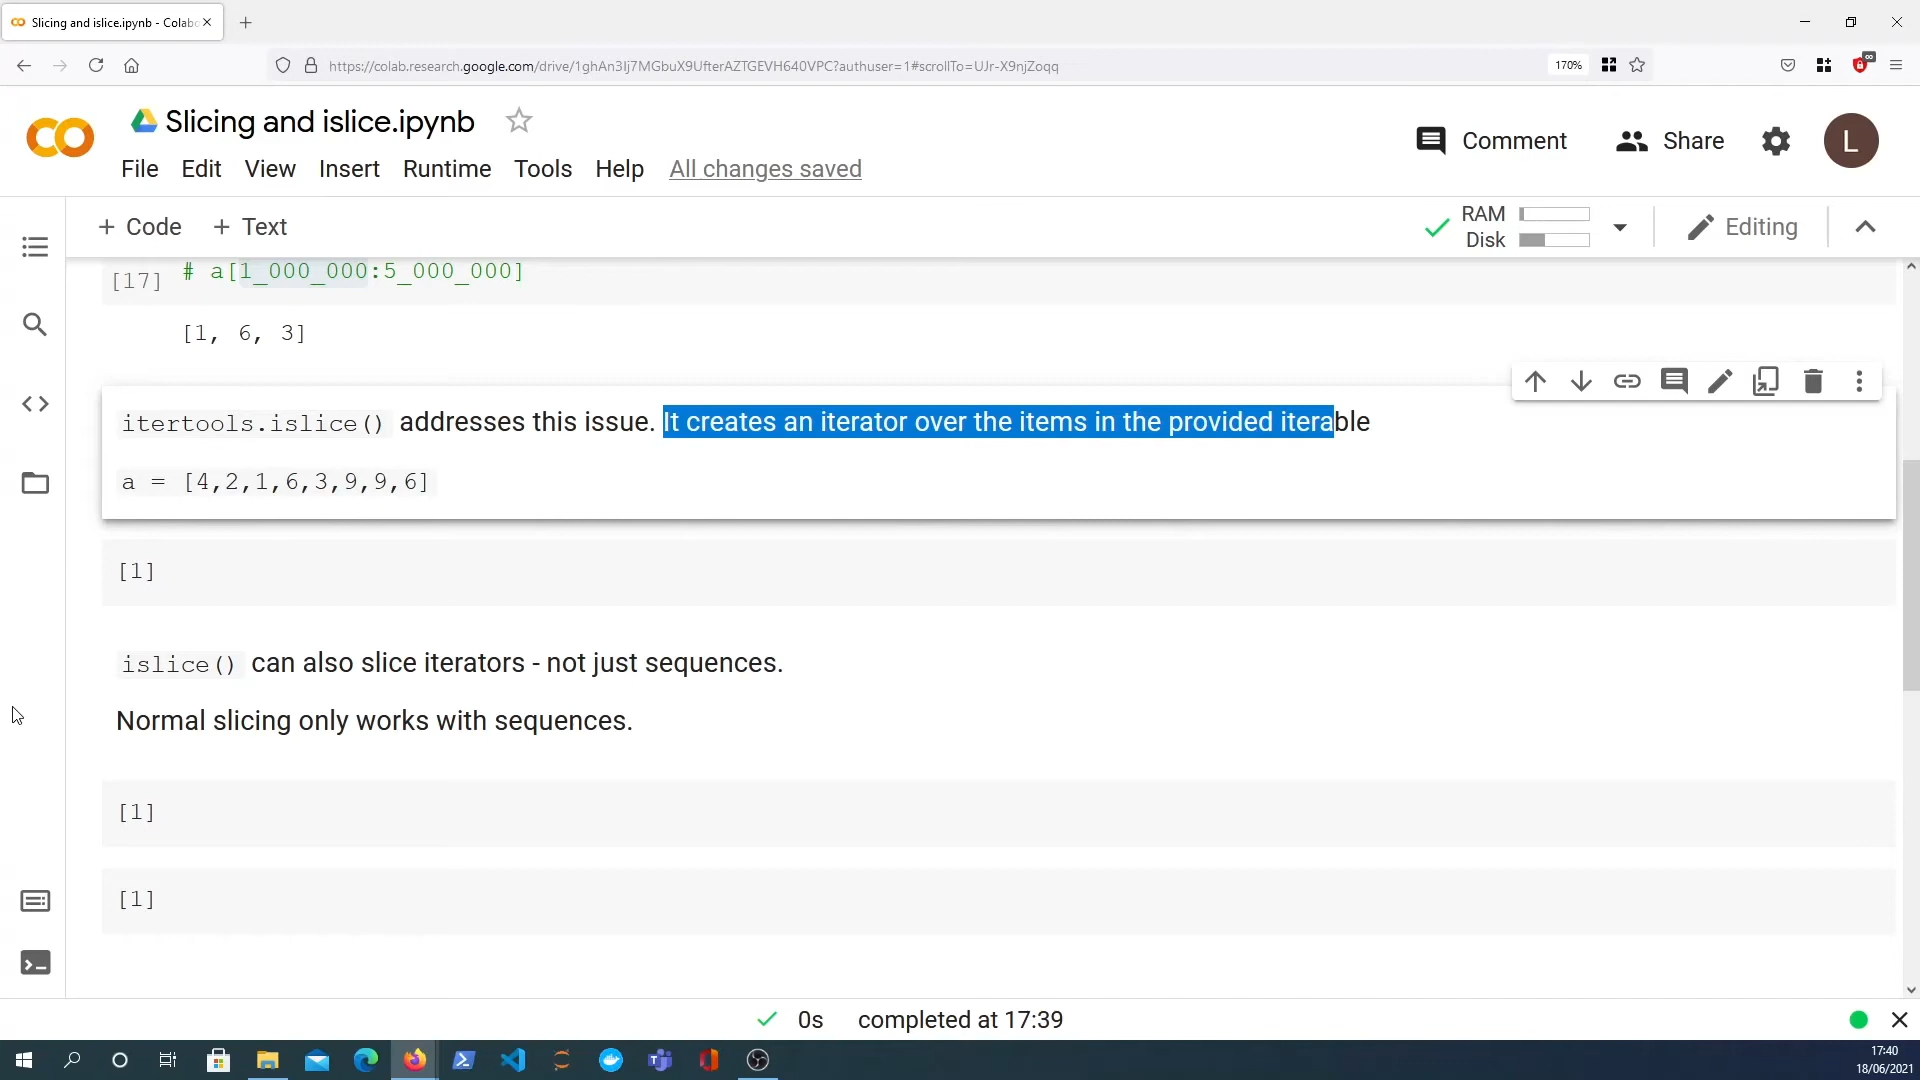 Slicing and islice.ipynb - Colabo
https://colab.research.google.com/drive/1ghAn3Ij7MGbuX9UfterAZTGEVH640VPC?authuser=1#scrollTo=UJr-X9njZoqq
170%
Slicing and islice.ipynb
Comment
Share
L
File Edit View Insert Runtime Tools Help All changes saved
+ Code + Text
RAM
Disk
Editing
[17] # a[1_000_000:5_000_000]
[1, 6, 3]
itertools.islice() addresses this issue. It creates an iterator over the items in the provided iterable
a = [4,2,1,6,3,9,9,6]
[1]
islice() can also slice iterators - not just sequences.
Normal slicing only works with sequences.
[1]
[1]
0s completed at 17:39
17:40
18/06/2021